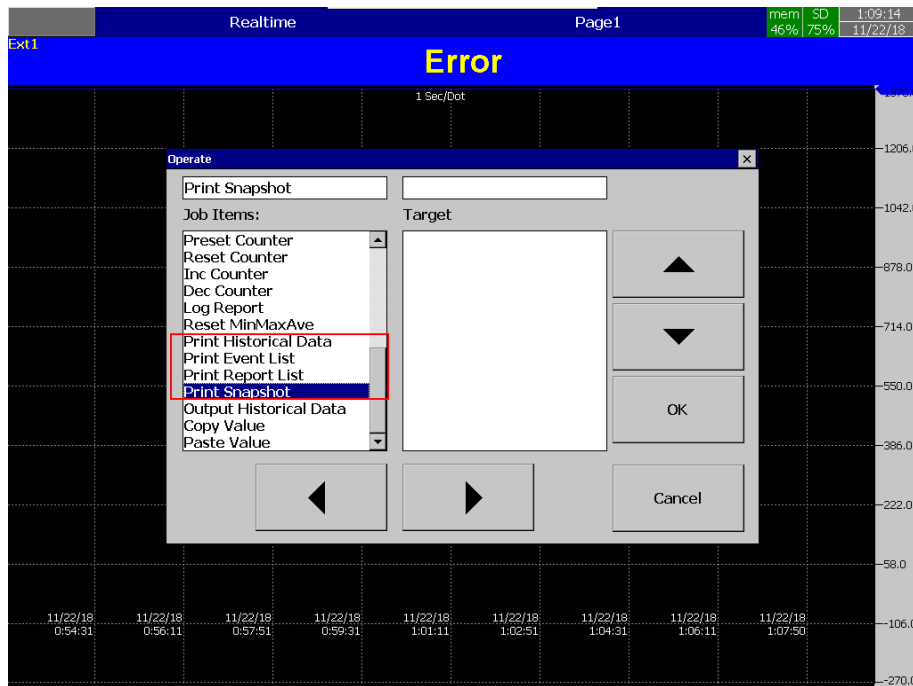 Realtime
Page1
mem SD 1:09:14
46% 75% 11/22/18
Ext1
Error
1 Sec/Dot
1206.
Operate
Print Snapshot
1042.
Job Items:
Target
Preset Counter
Reset Counter
Inc Counter
Dec Counter
Log Report
Reset MinMaxAve
Print Historical Data
Print Event List
Print Report List
Print Snapshot
Output Historical Data
Copy Value
Paste Value
878.0
714.0
550.0
OK
386.0
Cancel
222.0
58.0
11/22/18 11/22/18 11/22/18 11/22/18 11/22/18 11/22/18 11/22/18 11/22/18 11/22/18
0:54:31 0:56:11 0:57:51 0:59:31 1:01:11 1:02:51 1:04:31 1:06:11 1:07:50
-106.0
-270.0